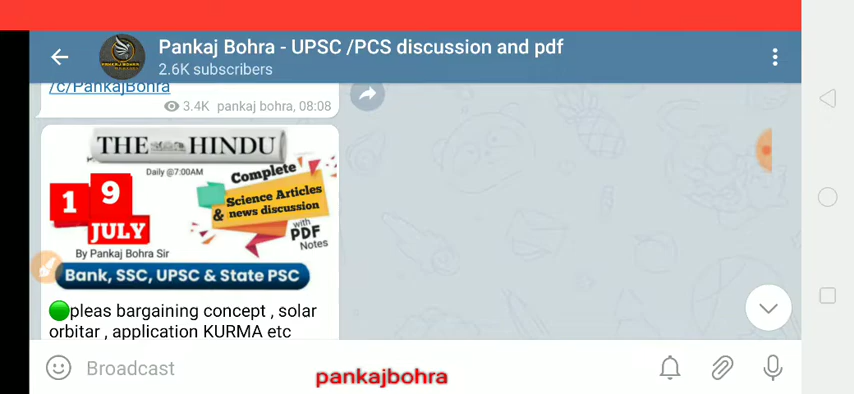 Pankaj Bohra - UPSC /PCS discussion and pdf
2.6K subscribers
/c/PankajBohra
3.4K pankaj bohra, 08:08
THE HINDU
Daily @7:00AM
Complete
Science Articles
& news discussion
with
PDF
Notes
1 9
JULY
By Pankaj Bohra Sir
Bank, SSC, UPSC & State PSC
pleas bargaining concept , solar
orbitar , application KURMA etc
Broadcast
pankajbohra